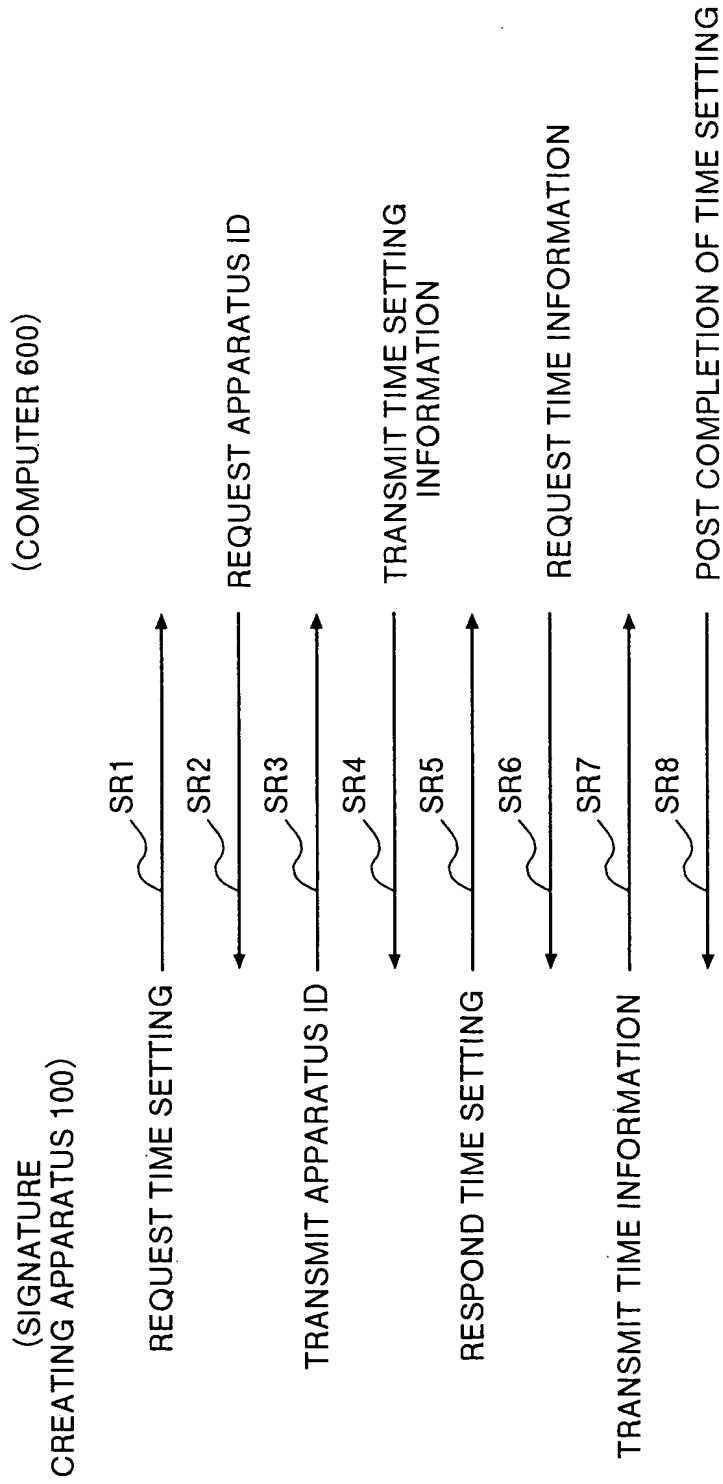 (SIGNATURE
CREATING APPARATUS 100)
(COMPUTER 600)
REQUEST TIME SETTING
SR1
SR2
REQUEST APPARATUS ID
TRANSMIT APPARATUS ID
SR3
SR4
TRANSMIT TIME SETTING
INFORMATION
RESPOND TIME SETTING
SR5
SR6
REQUEST TIME INFORMATION
TRANSMIT TIME INFORMATION
SR7
SR8
POST COMPLETION OF TIME SETTING